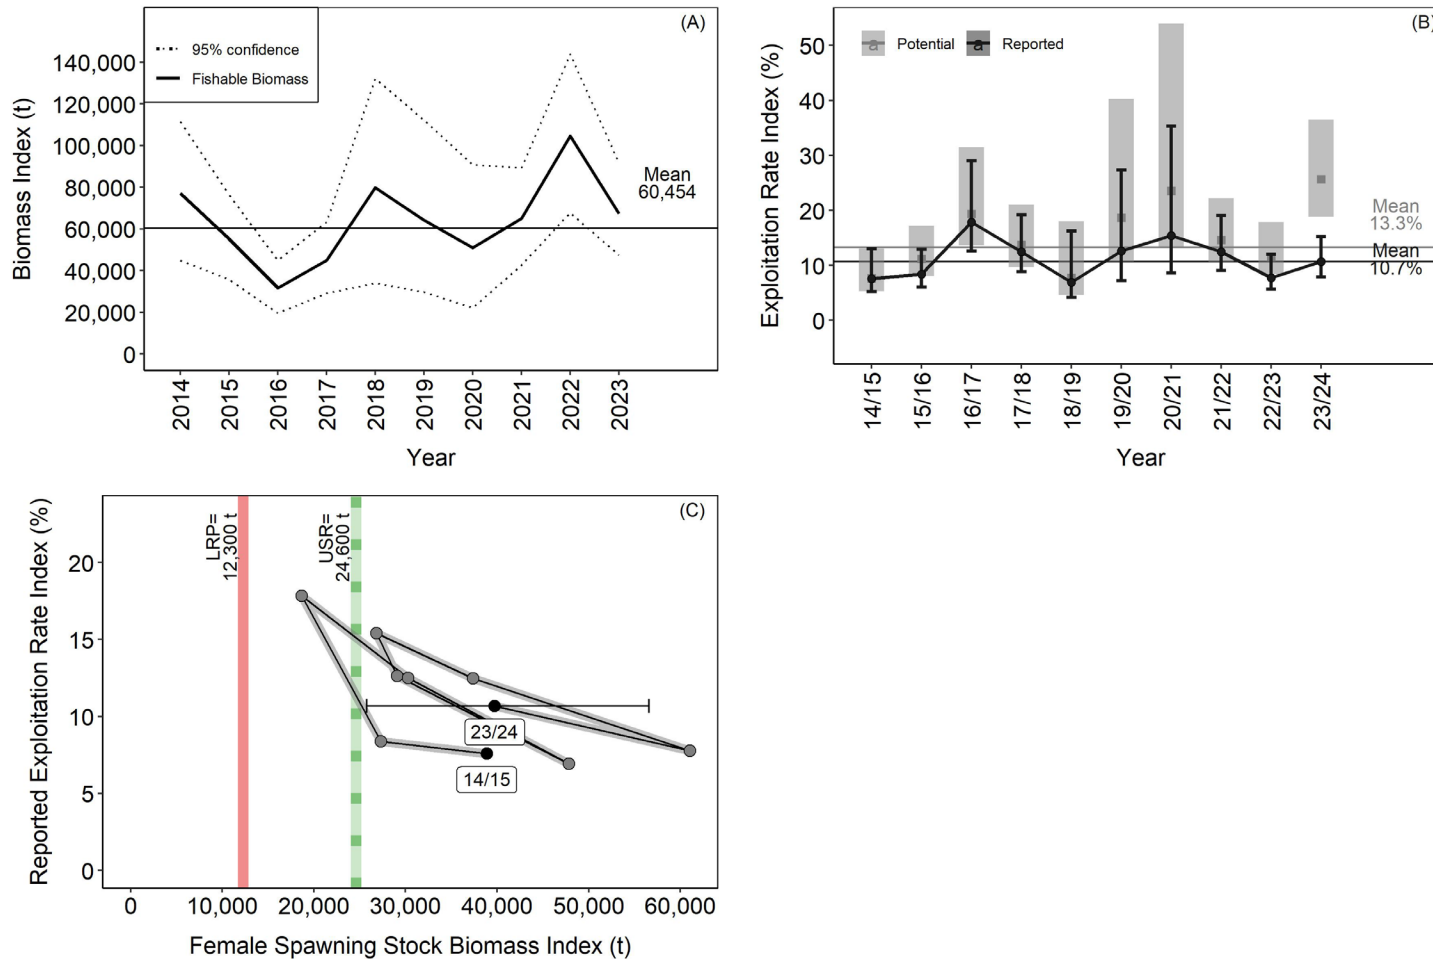 (A)
95% confidence
Fishable Biomass
Biomass Index (t)
140,000
120,000
100,000
80,000
60,000
40,000
20,000
0
Mean
60,454
2014
2015
2016
2017
2018
2019
2020
2021
2022
2023
Year
(B)
a Potential a Reported
Exploitation Rate Index (%)
50
40
30
20
10
0
Mean
13.3%
Mean
10.7%
14/15
15/16
16/17
17/18
18/19
19/20
20/21
21/22
22/23
23/24
Year
(C)
LRP=
12,300 t
USR=
24,600 t
Reported Exploitation Rate Index (%)
20
15
10
5
0
23/24
14/15
0
10,000
20,000
30,000
40,000
50,000
60,000
Female Spawning Stock Biomass Index (t)